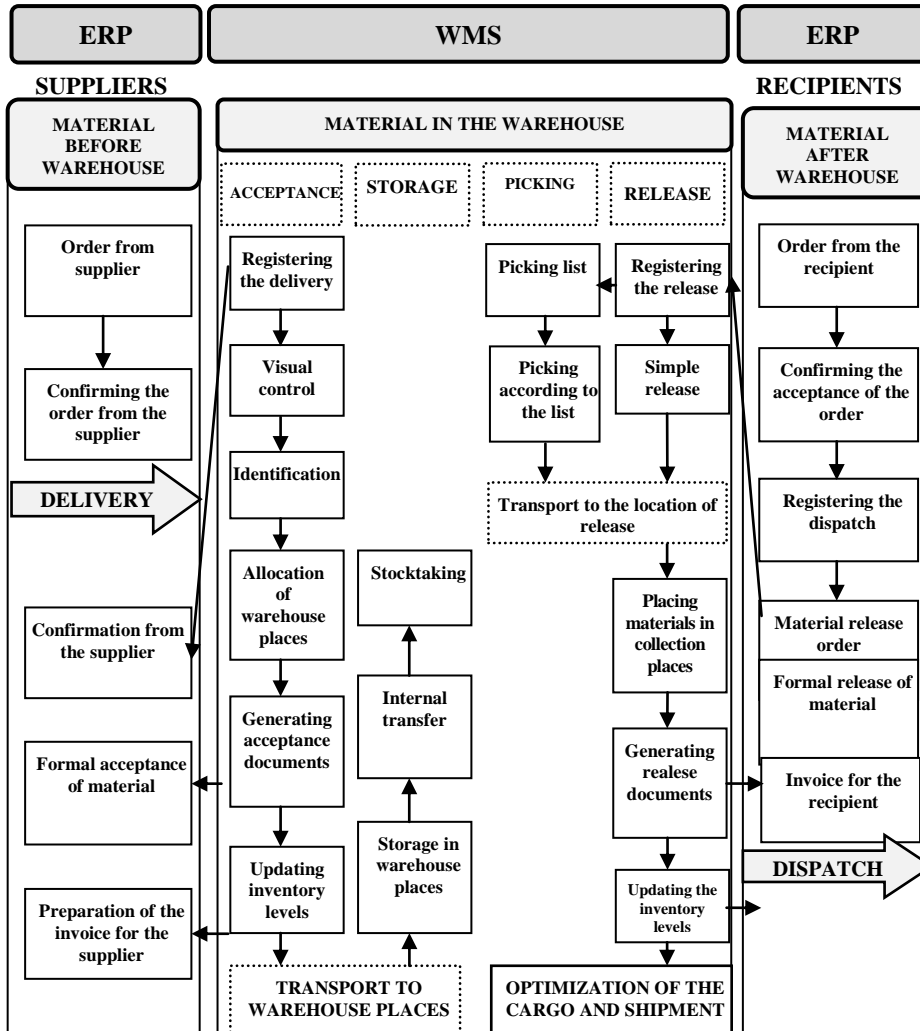 ERP
WMS
ERP
SUPPLIERS
RECIPIENTS
MATERIAL
BEFORE
WAREHOUSE
MATERIAL IN THE WAREHOUSE
MATERIAL
AFTER
WAREHOUSE
ACCEPTANCE
STORAGE
PICKING
RELEASE
Order from
supplier
Confirming the
order from the
supplier
DELIVERY
Confirmation from
the supplier
Formal acceptance
of material
Preparation of the
invoice for the
supplier
Registering
the delivery
Visual
control
Identification
Allocation
of
warehouse
places
Generating
acceptance
documents
Updating
inventory
levels
TRANSPORT TO
WAREHOUSE PLACES
Stocktaking
Internal
transfer
Storage in
warehouse
places
Picking list
Picking
according to
the list
Registering
the release
Simple
release
Transport to the location of
release
Placing
materials in
collection
places
Generating
realese
documents
Updating the
inventory
levels
OPTIMIZATION OF THE
CARGO AND SHIPMENT
Order from the
recipient
Confirming the
acceptance of the
order
Registering the
dispatch
Material release
order
Formal release of
material
Invoice for the
recipient
DISPATCH